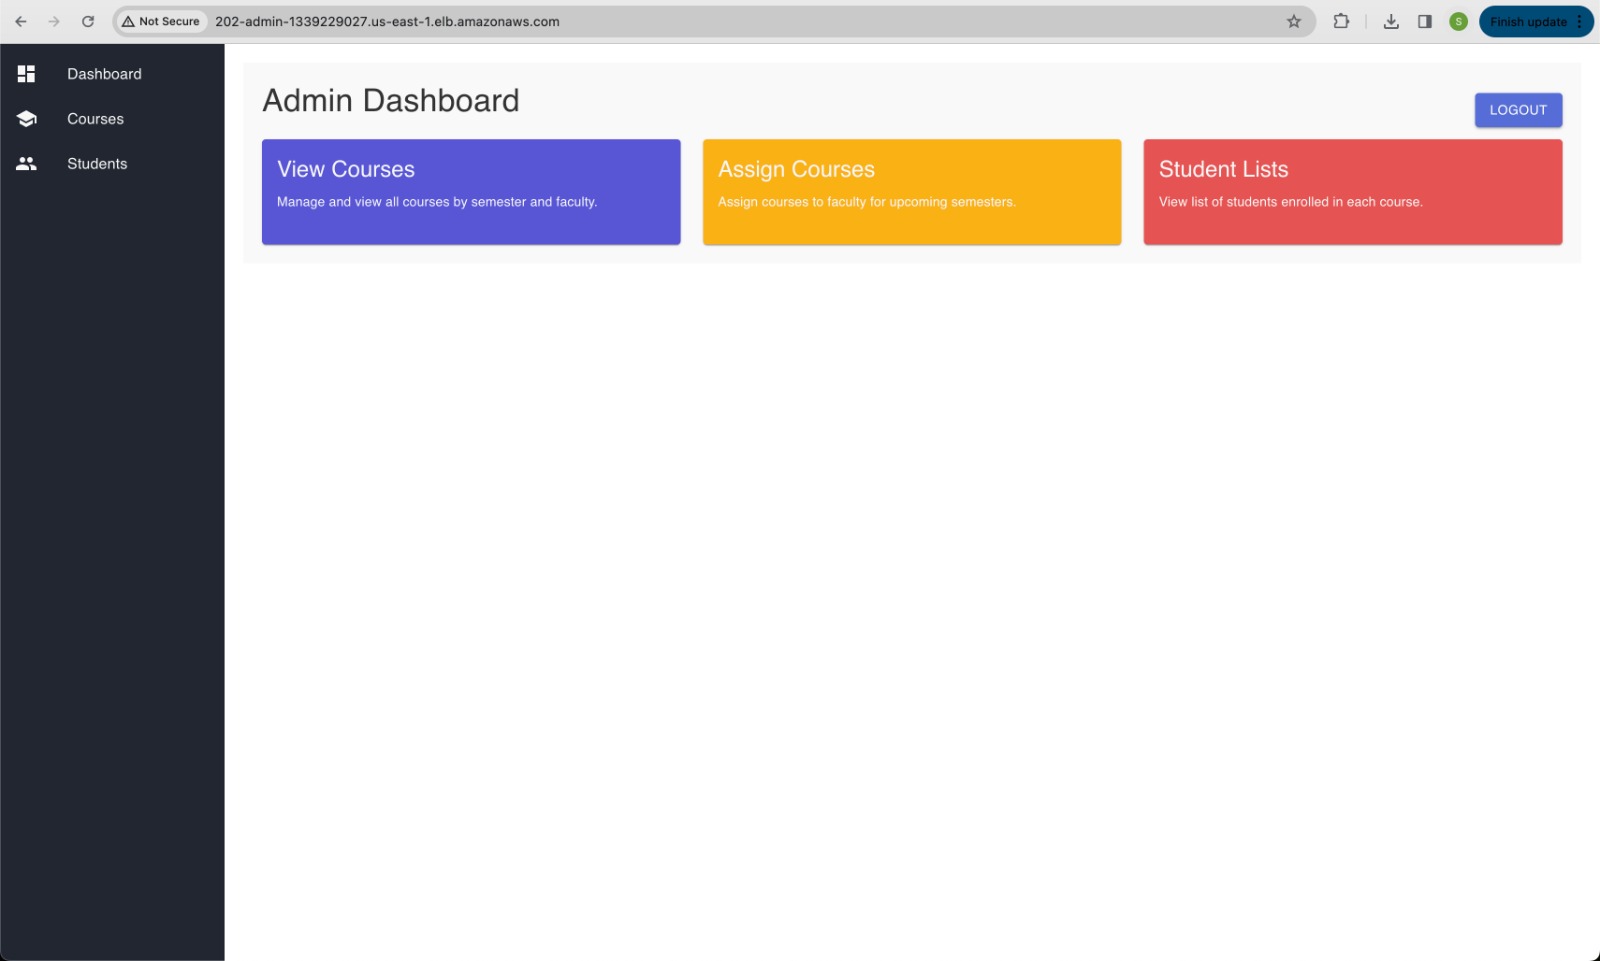 Not Secure 202-admin-1339229027.us-east-1.elb.amazonaws.com S Finish update
Dashboard
Courses
Students
Admin Dashboard
LOGOUT
View Courses
Manage and view all courses by semester and faculty.
Assign Courses
Assign courses to faculty for upcoming semesters.
Student Lists
View list of students enrolled in each course.